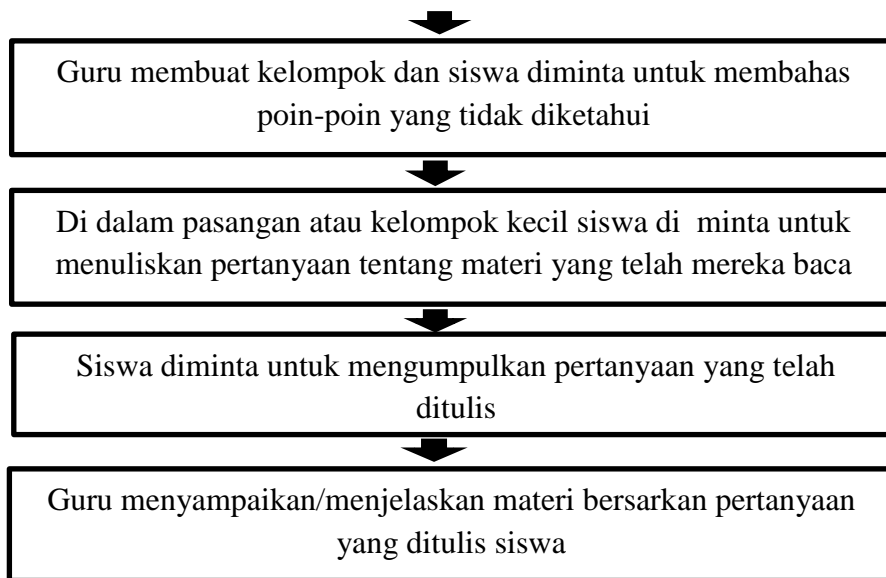 Guru membuat kelompok dan siswa diminta untuk membahas
poin-poin yang tidak diketahui
Di dalam pasangan atau kelompok kecil siswa di minta untuk
menuliskan pertanyaan tentang materi yang telah mereka baca
Siswa diminta untuk mengumpulkan pertanyaan yang telah
ditulis
Guru menyampaikan/menjelaskan materi bersarkan pertanyaan
yang ditulis siswa